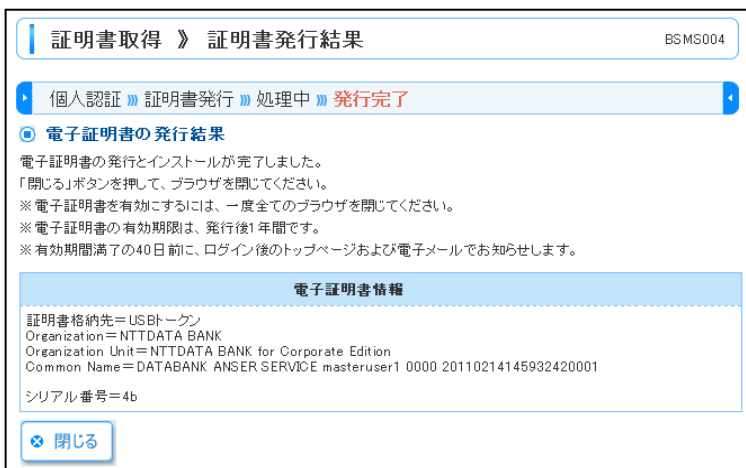 証明書取得 》 証明書発行結果
BSMS004
個人認証 »» 証明書発行 »» 処理中 »» 発行完了
電子証明書の発行結果
電子証明書の発行とインストールが完了しました。
「閉じる」ボタンを押して、ブラウザを閉じてください。
※電子証明書を有効にするには、一度全てのブラウザを閉じてください。
※電子証明書の有効期限は、発行後1年間です。
※有効期間満了の40日前に、ログイン後のトップページおよび電子メールでお知らせします。
電子証明書情報
証明書格納先=USBトークン
Organization=NTTDATA BANK
Organization Unit=NTTDATA BANK for Corporate Edition
Common Name=DATABANK ANSER SERVICE masteruser1 0000 20110214145932420001
シリアル番号=4b
閉じる